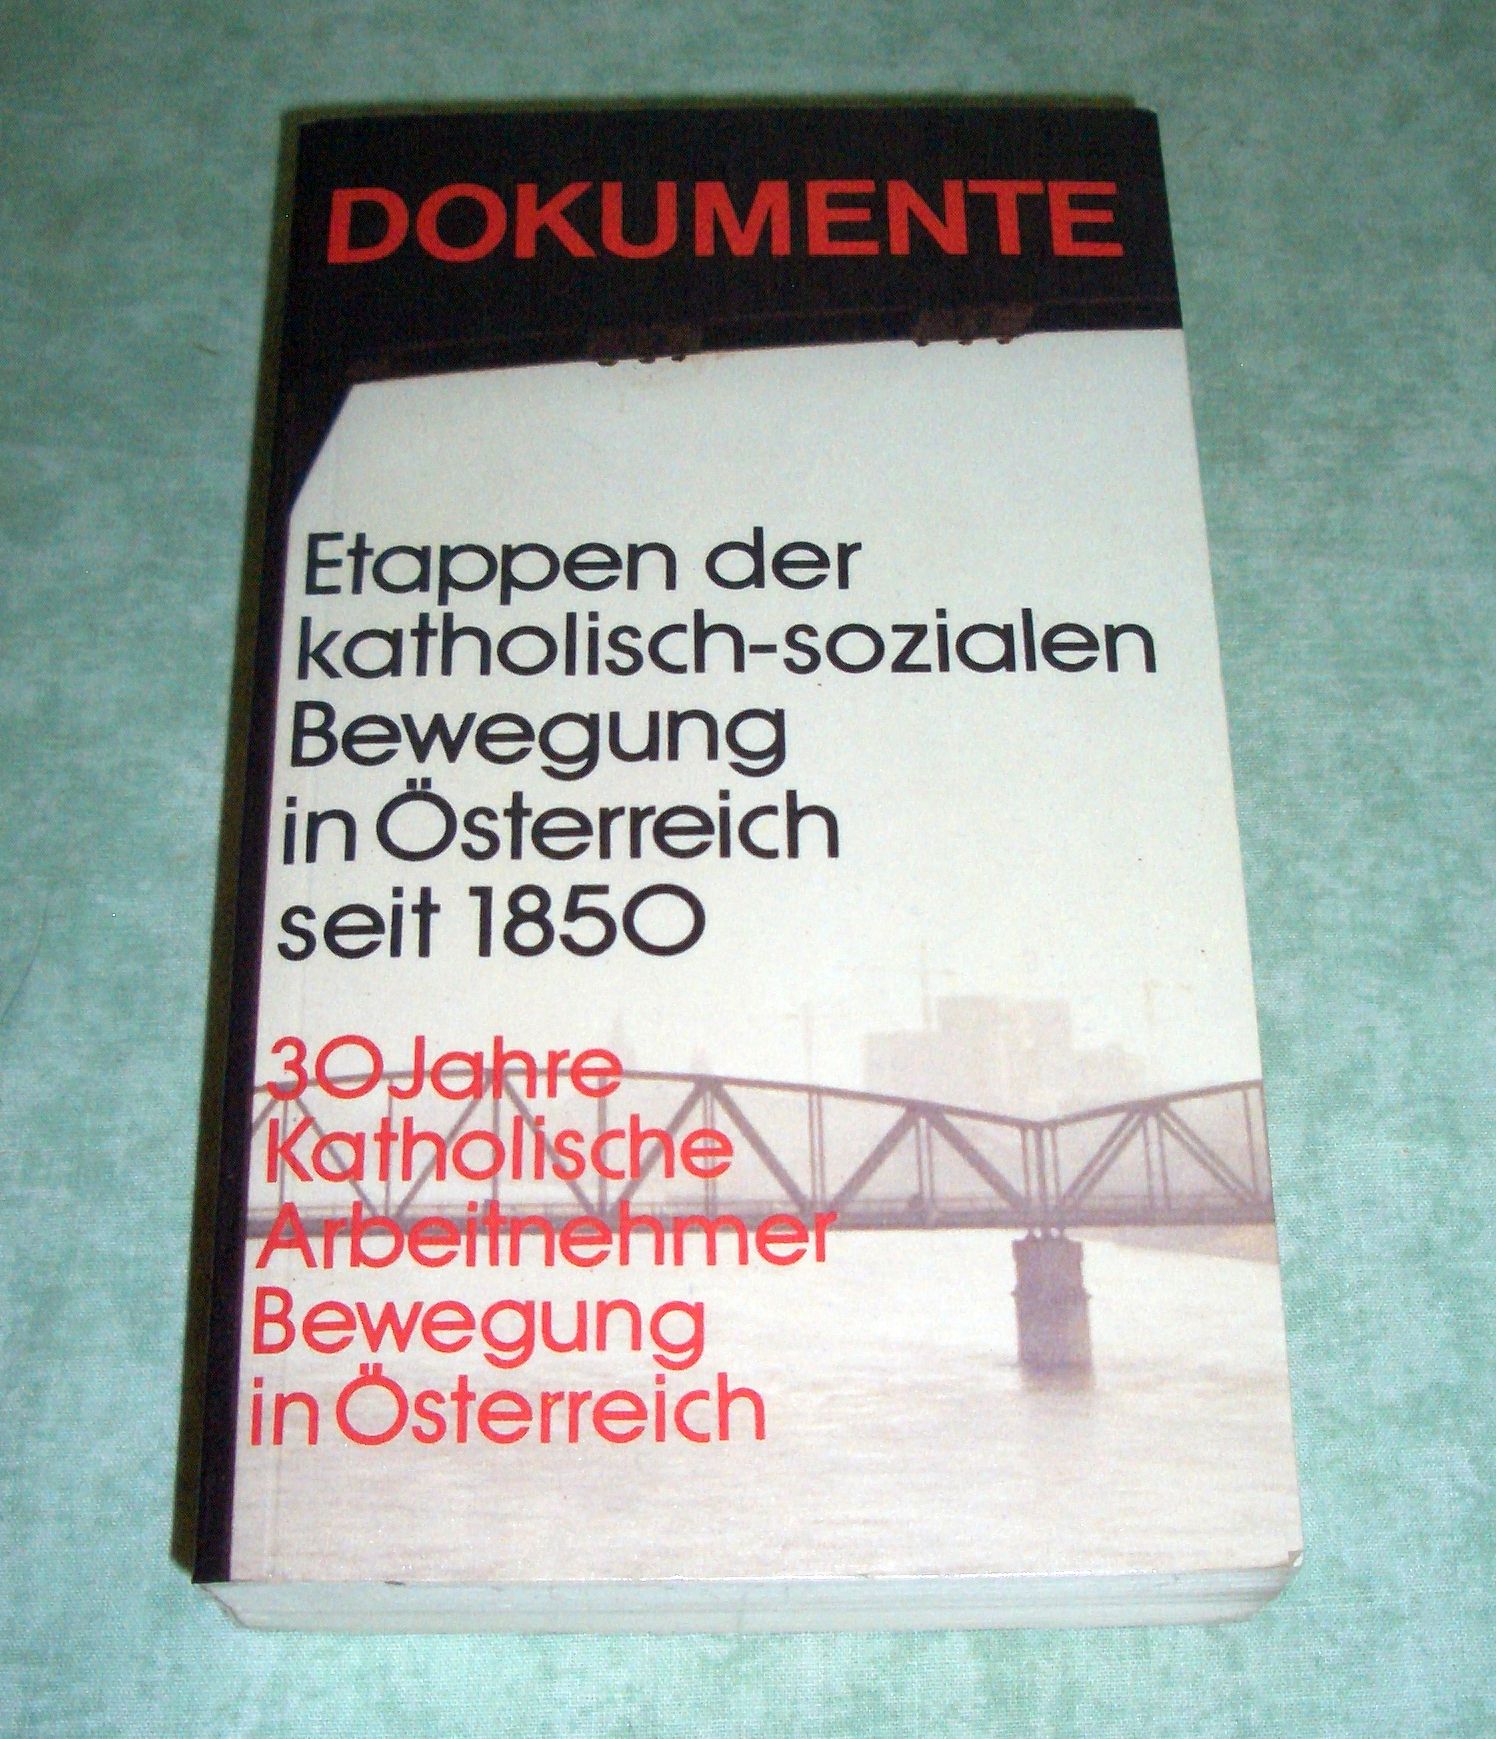 DOKUMENTE
Etappen der
katholisch-sozialen
Bewegung
in Österreich
seit 1850
30 Jahre
Katholische
Arbeitnehmer
Bewegung
in Österreich